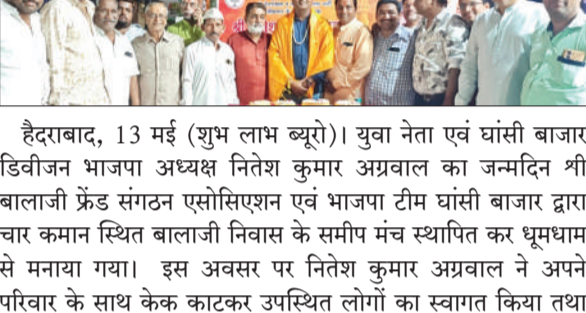 हैदराबाद, 13 मई (शुभ लाभ ब्यूरो)। युवा नेता एवं घांसी बाजार
डिवीजन भाजपा अध्यक्ष नितेश कुमार अग्रवाल का जन्मदिन श्री
बालाजी फ्रेंड संगठन एसोसिएशन एवं भाजपा टीम घांसी बाजार द्वारा
चार कमान स्थित बालाजी निवास के समीप मंच स्थापित कर धूमधाम
से मनाया गया। इस अवसर पर नितेश कुमार अग्रवाल ने अपने
परिवार के साथ केक काटकर उपस्थित लोगों का स्वागत किया तथा